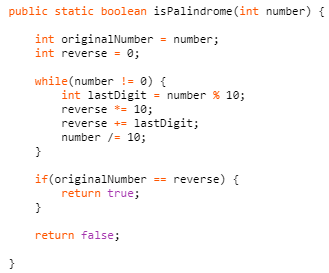 public static boolean isPalindrome(int number) {
int originalNumber = number;
int reverse = 0;
while(number != 0) {
int lastDigit = number % 10;
reverse *= 10;
reverse += lastDigit;
number /= 10;
}
if(originalNumber == reverse) {
return true;
}
return false;
}